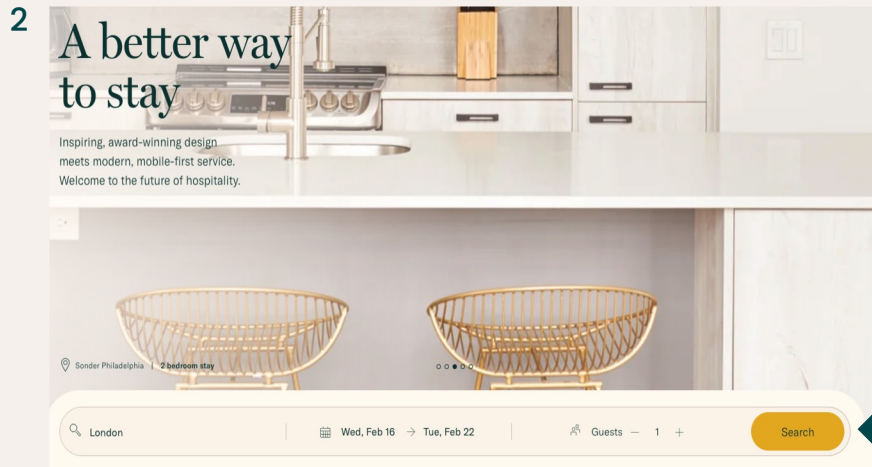 2
A better way
to stay
Inspiring, award-winning design
meets modern, mobile-first service.
Welcome to the future of hospitality.
Sonder Philadelphia | 2 bedroom stay
London
Wed, Feb 16 → Tue, Feb 22
Guests — 1 +
Search